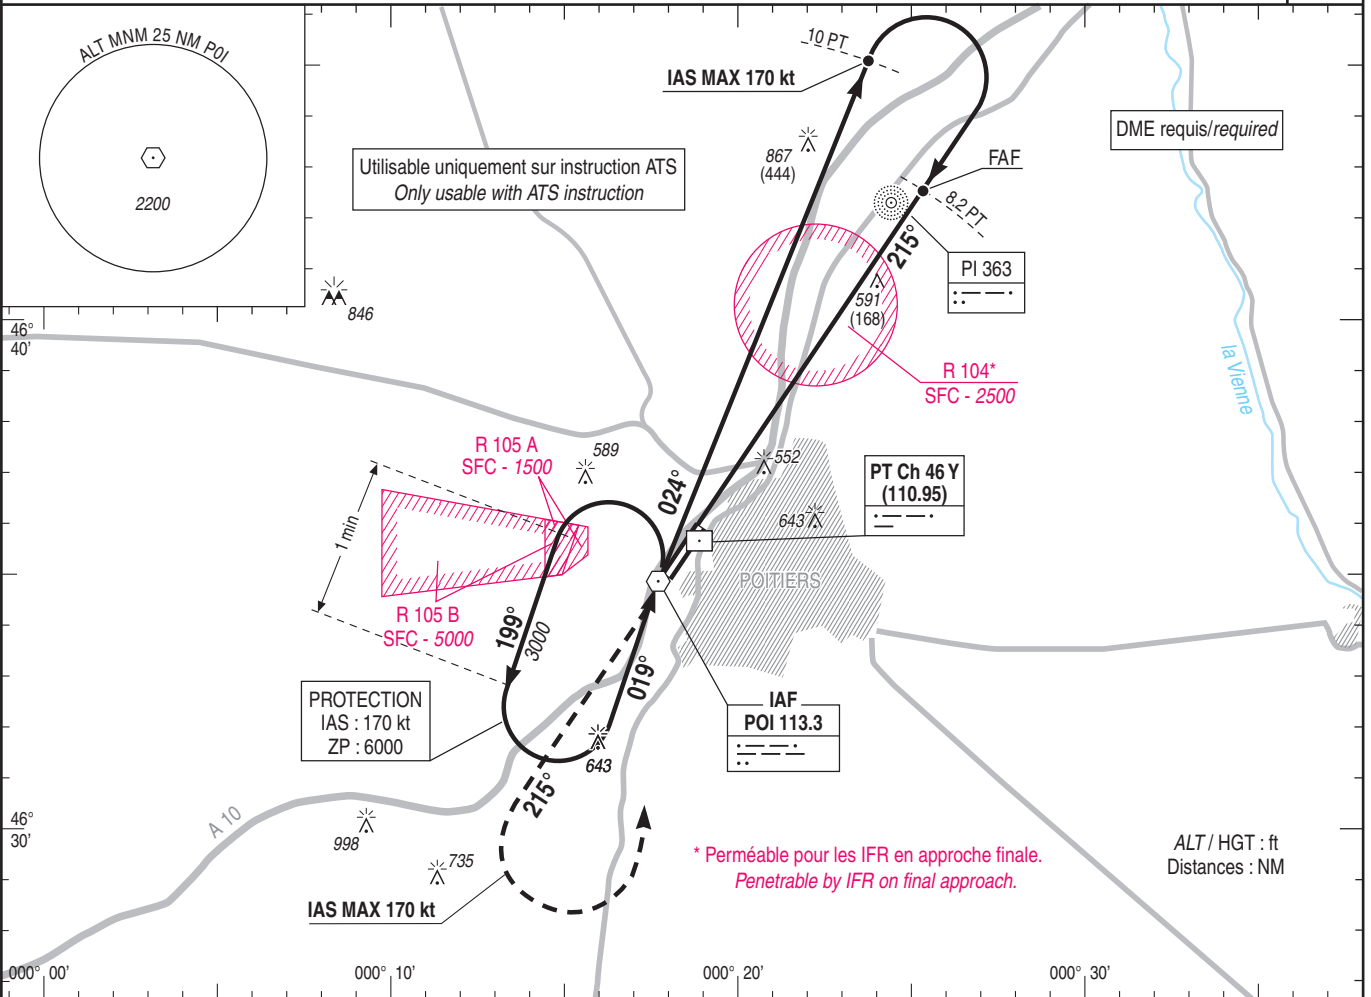 ALT MNM 25 NM P0I
2200
10 PT
IAS MAX 170 kt
DME requis/required
Utilisable uniquement sur instruction ATS
Only usable with ATS instruction
867
(444)
FAF
8.2 PT
215°
PI 363
846
591
(168)
46°
40'
R 104*
SFC - 2500
la Vienne
R 105 A
SFC - 1500
589
552
024°
PT Ch 46 Y
(110.95)
643
1 min
POITIERS
R 105 B
SFC - 5000
199°
3000
019°
PROTECTION
IAS : 170 kt
ZP : 6000
IAF
POI 113.3
643
215°
A 10
46°
30'
998
735
* Perméable pour les IFR en approche finale.
Penetrable by IFR on final approach.
ALT / HGT : ft
Distances : NM
IAS MAX 170 kt
000° 00'
000° 10'
000° 20'
000° 30'